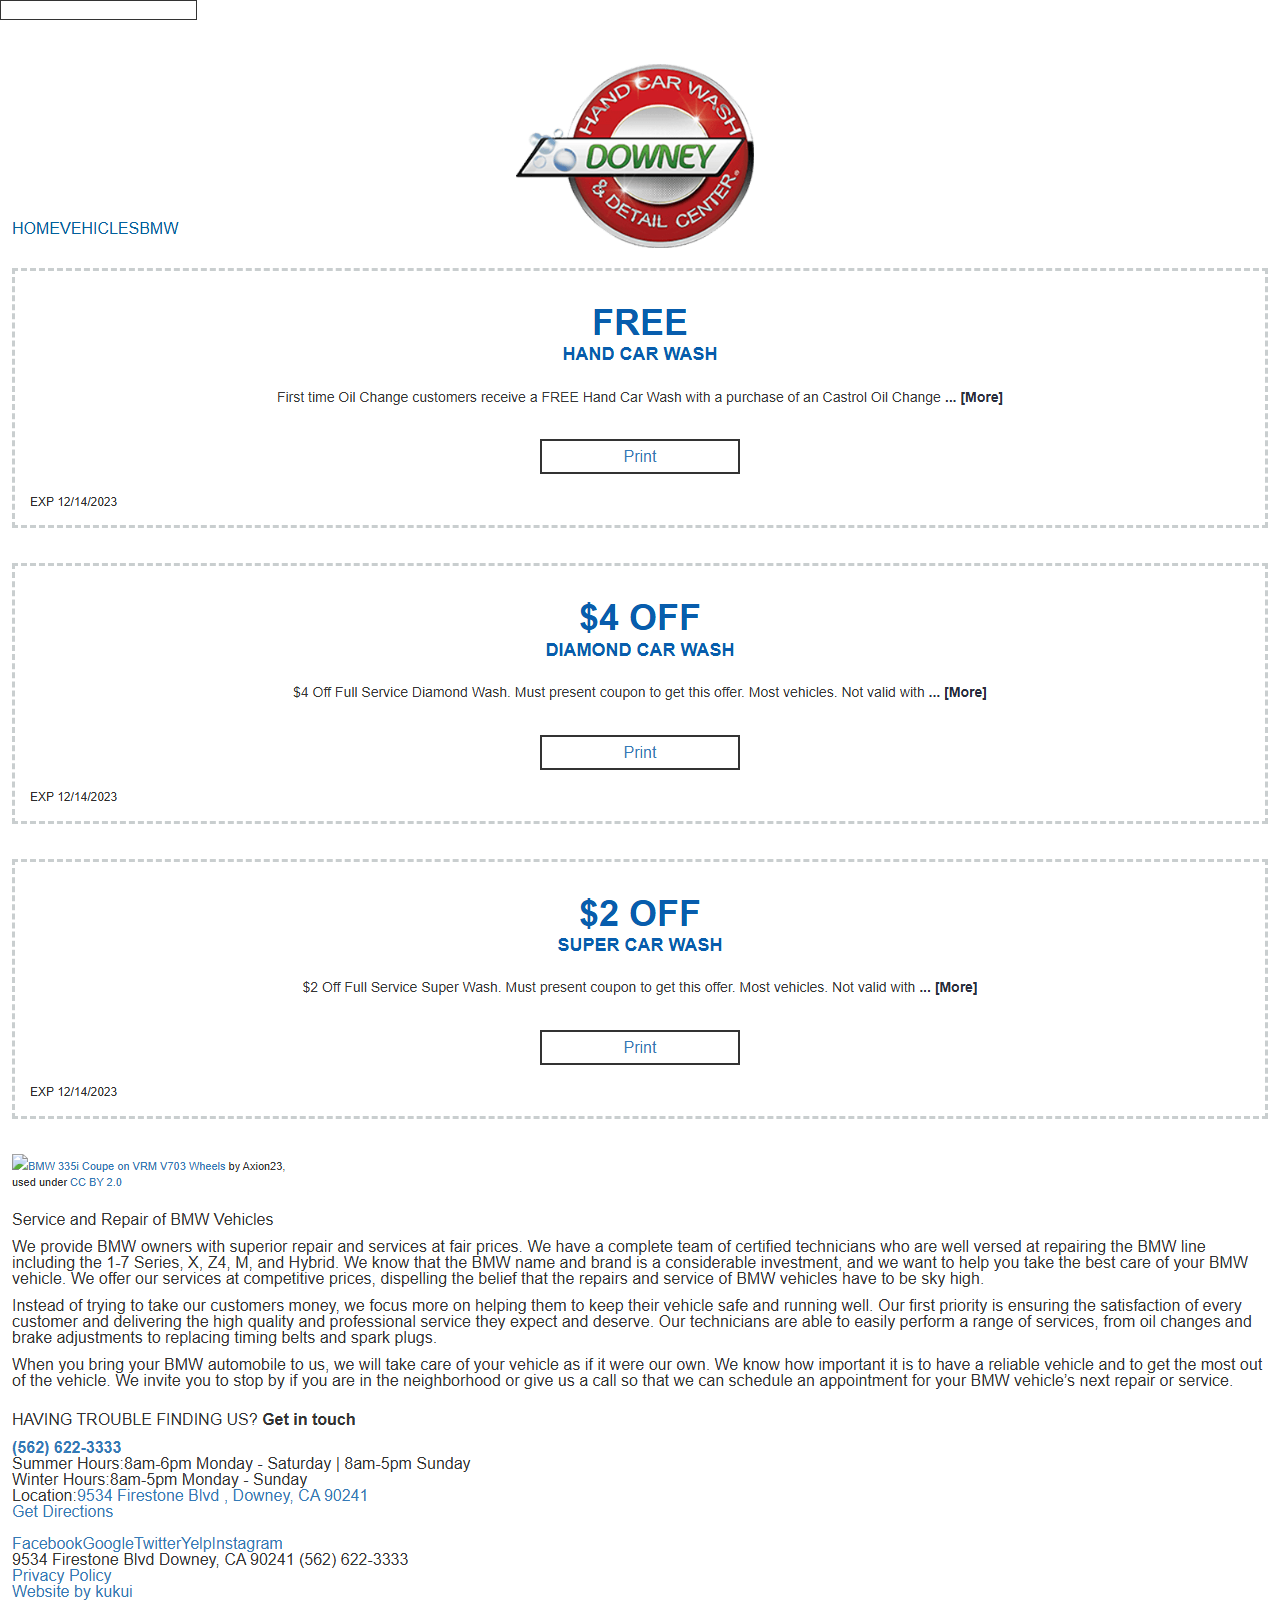 HAND CAR WASH
DOWNEY
& DETAIL CENTER®
HOMEVEHICLESBMW
FREE
HAND CAR WASH
First time Oil Change customers receive a FREE Hand Car Wash with a purchase of an Castrol Oil Change ... [More]
Print
EXP 12/14/2023
$4 OFF
DIAMOND CAR WASH
$4 Off Full Service Diamond Wash. Must present coupon to get this offer. Most vehicles. Not valid with ... [More]
Print
EXP 12/14/2023
$2 OFF
SUPER CAR WASH
$2 Off Full Service Super Wash. Must present coupon to get this offer. Most vehicles. Not valid with ... [More]
Print
EXP 12/14/2023
BMW 335i Coupe on VRM V703 Wheels by Axion23,
used under CC BY 2.0
Service and Repair of BMW Vehicles
We provide BMW owners with superior repair and services at fair prices. We have a complete team of certified technicians who are well versed at repairing the BMW line
including the 1-7 Series, X, Z4, M, and Hybrid. We know that the BMW name and brand is a considerable investment, and we want to help you take the best care of your BMW
vehicle. We offer our services at competitive prices, dispelling the belief that the repairs and service of BMW vehicles have to be sky high.
Instead of trying to take our customers money, we focus more on helping them to keep their vehicle safe and running well. Our first priority is ensuring the satisfaction of every
customer and delivering the high quality and professional service they expect and deserve. Our technicians are able to easily perform a range of services, from oil changes and
brake adjustments to replacing timing belts and spark plugs.
When you bring your BMW automobile to us, we will take care of your vehicle as if it were our own. We know how important it is to have a reliable vehicle and to get the most out
of the vehicle. We invite you to stop by if you are in the neighborhood or give us a call so that we can schedule an appointment for your BMW vehicle’s next repair or service.
HAVING TROUBLE FINDING US? Get in touch
(562) 622-3333
Summer Hours:8am-6pm Monday - Saturday | 8am-5pm Sunday
Winter Hours:8am-5pm Monday - Sunday
Location:9534 Firestone Blvd , Downey, CA 90241
Get Directions
FacebookGoogleTwitterYelpInstagram
9534 Firestone Blvd Downey, CA 90241 (562) 622-3333
Privacy Policy
Website by kukui